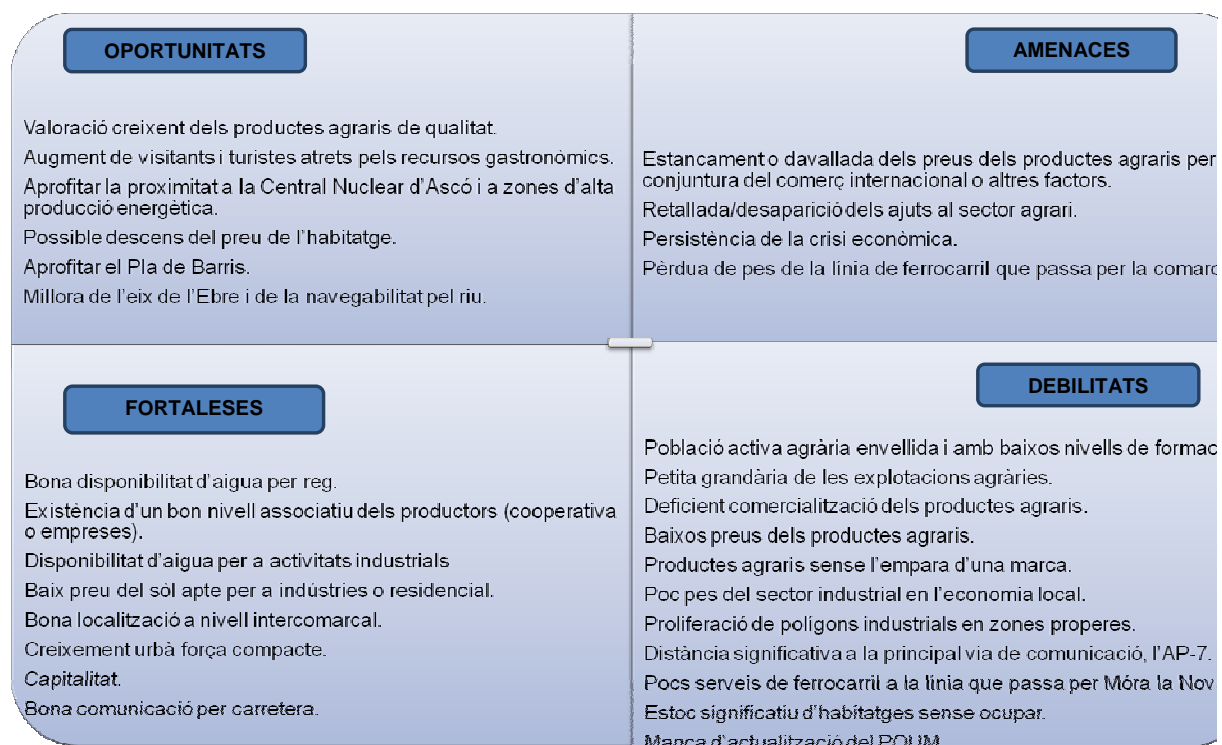 OPORTUNITATS
Valoració creixent dels productes agraris de qualitat.
Augment de visitants i turistes atrets pels recursos gastronòmics.
Aprofitar la proximitat a la Central Nuclear d'Ascó i a zones d'alta
producció energètica.
Possible descens del preu de l'habitatge.
Aprofitar el Pla de Barris.
Millora de l'eix de l'Ebre i de la navegabilitat pel riu.
AMENACES
Estancament o davallada dels preus dels productes agraris per
conjuntura del comerç internacional o altres factors.
Retallada/desaparició dels ajuts al sector agrari.
Persistència de la crisi econòmica.
Pèrdua de pes de la línia de ferrocarril que passa per la comarc
FORTALESES
Bona disponibilitat d'aigua per reg.
Existència d'un bon nivell associatiu dels productors (cooperativa
o empreses).
Disponibilitat d'aigua per a activitats industrials
Baix preu del sòl apte per a indústries o residencial.
Bona localització a nivell intercomarcal.
Creixement urbà força compacte.
Capitalitat.
Bona comunicació per carretera.
DEBILITATS
Població activa agrària envellida i amb baixos nivells de formac
Petita grandària de les explotacions agràries.
Deficient comercialització dels productes agraris.
Baixos preus dels productes agraris.
Productes agraris sense l'empara d'una marca.
Poc pes del sector industrial en l'economia local.
Proliferació de polígons industrials en zones properes.
Distància significativa a la principal via de comunicació, l'AP-7.
Pocs serveis de ferrocarril a la línia que passa per Móra la Nov
Estoc significatiu d'habitatges sense ocupar.
Manca d'actualització del POUM